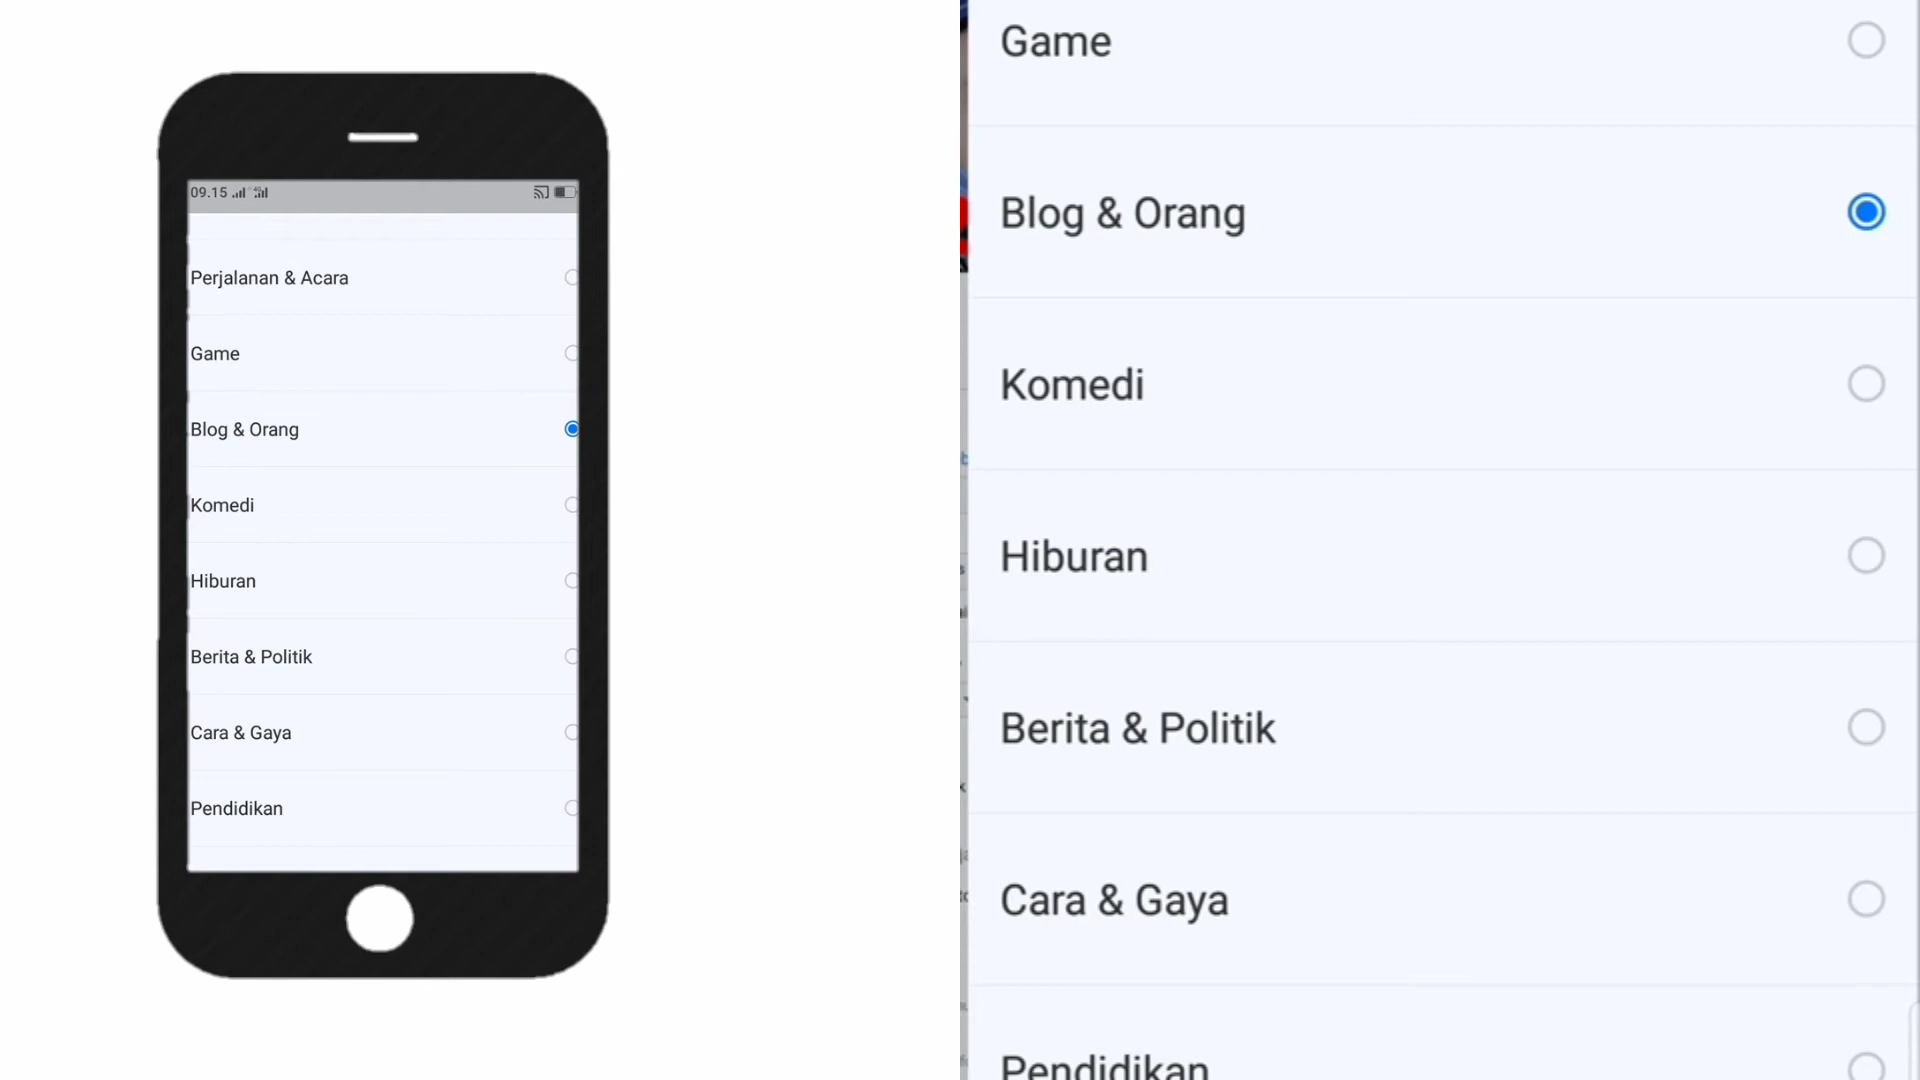 09.15
Perjalanan & Acara
Game
Blog & Orang
Komedi
Hiburan
Berita & Politik
Cara & Gaya
Pendidikan
Game
Blog & Orang
Komedi
Hiburan
Berita & Politik
Cara & Gaya
Pendidikan